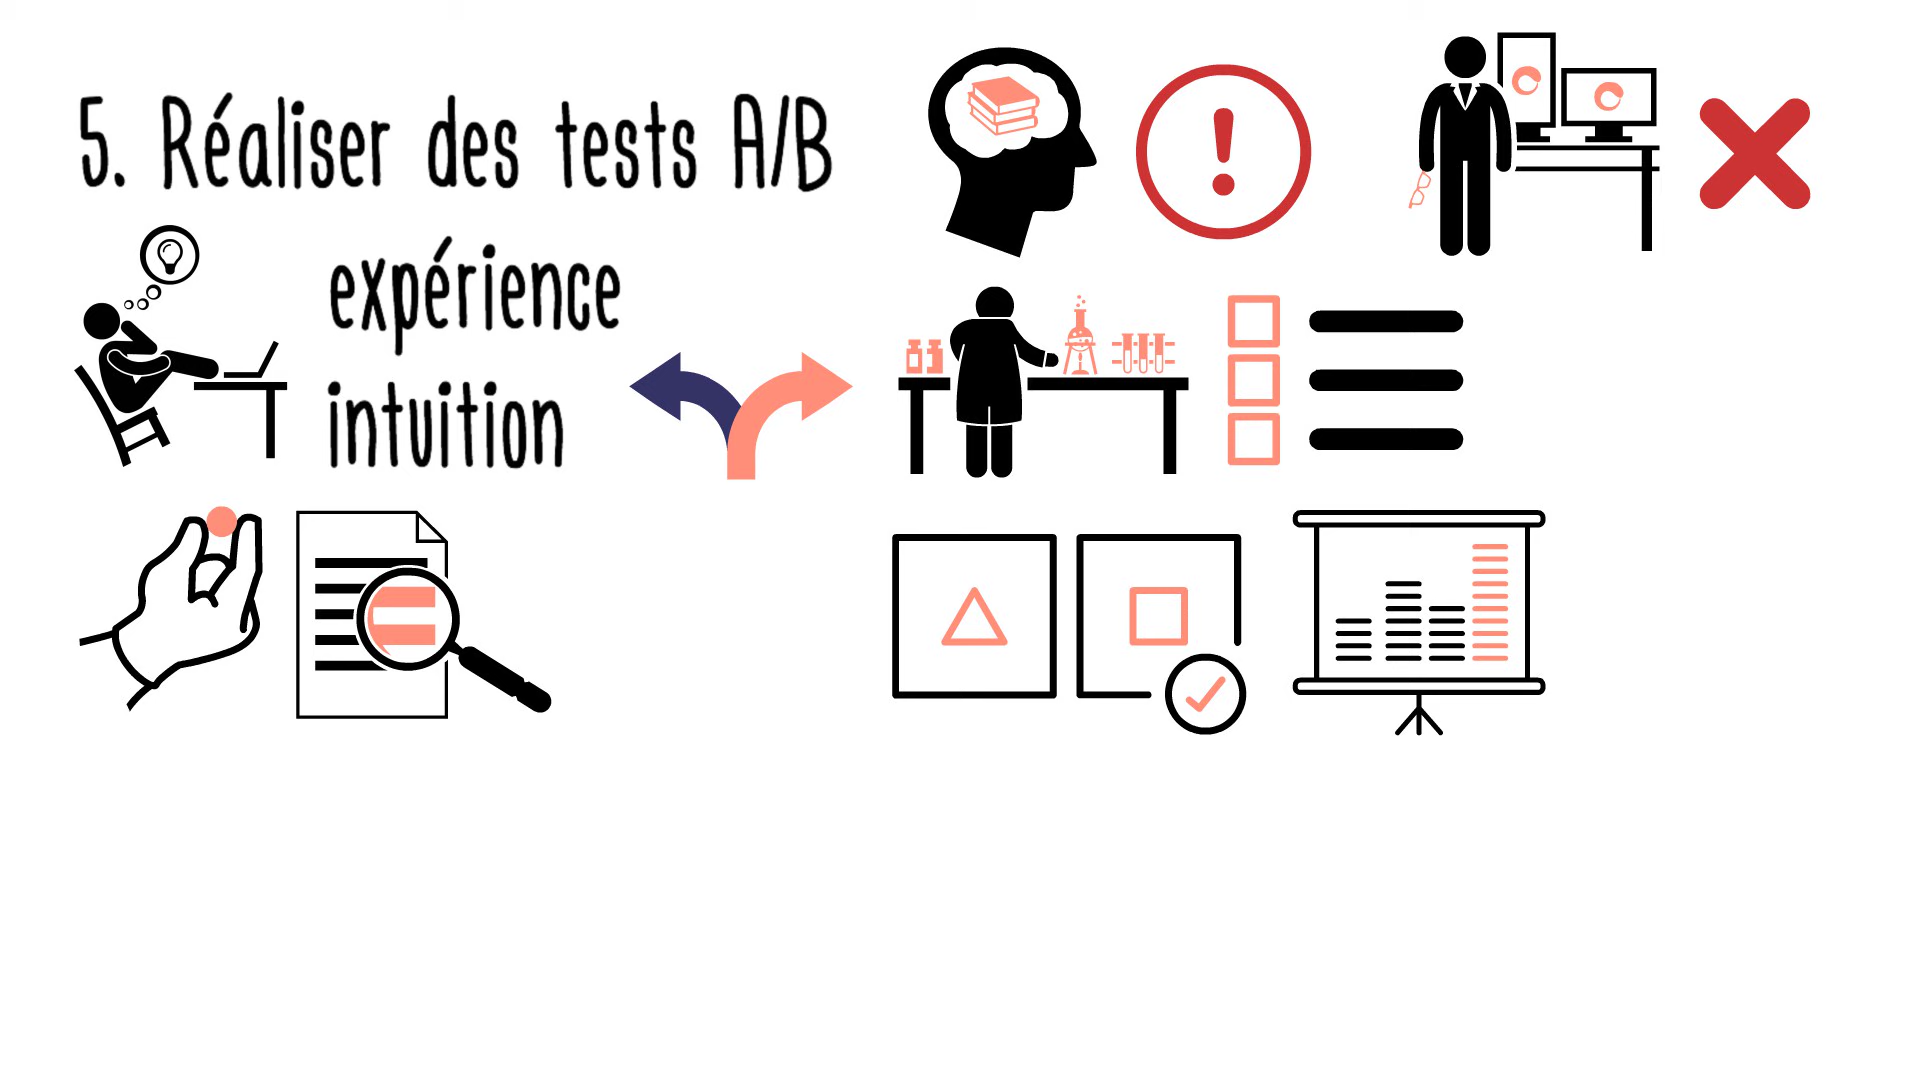 5. Réaliser des tests A/B
expérience
intuition